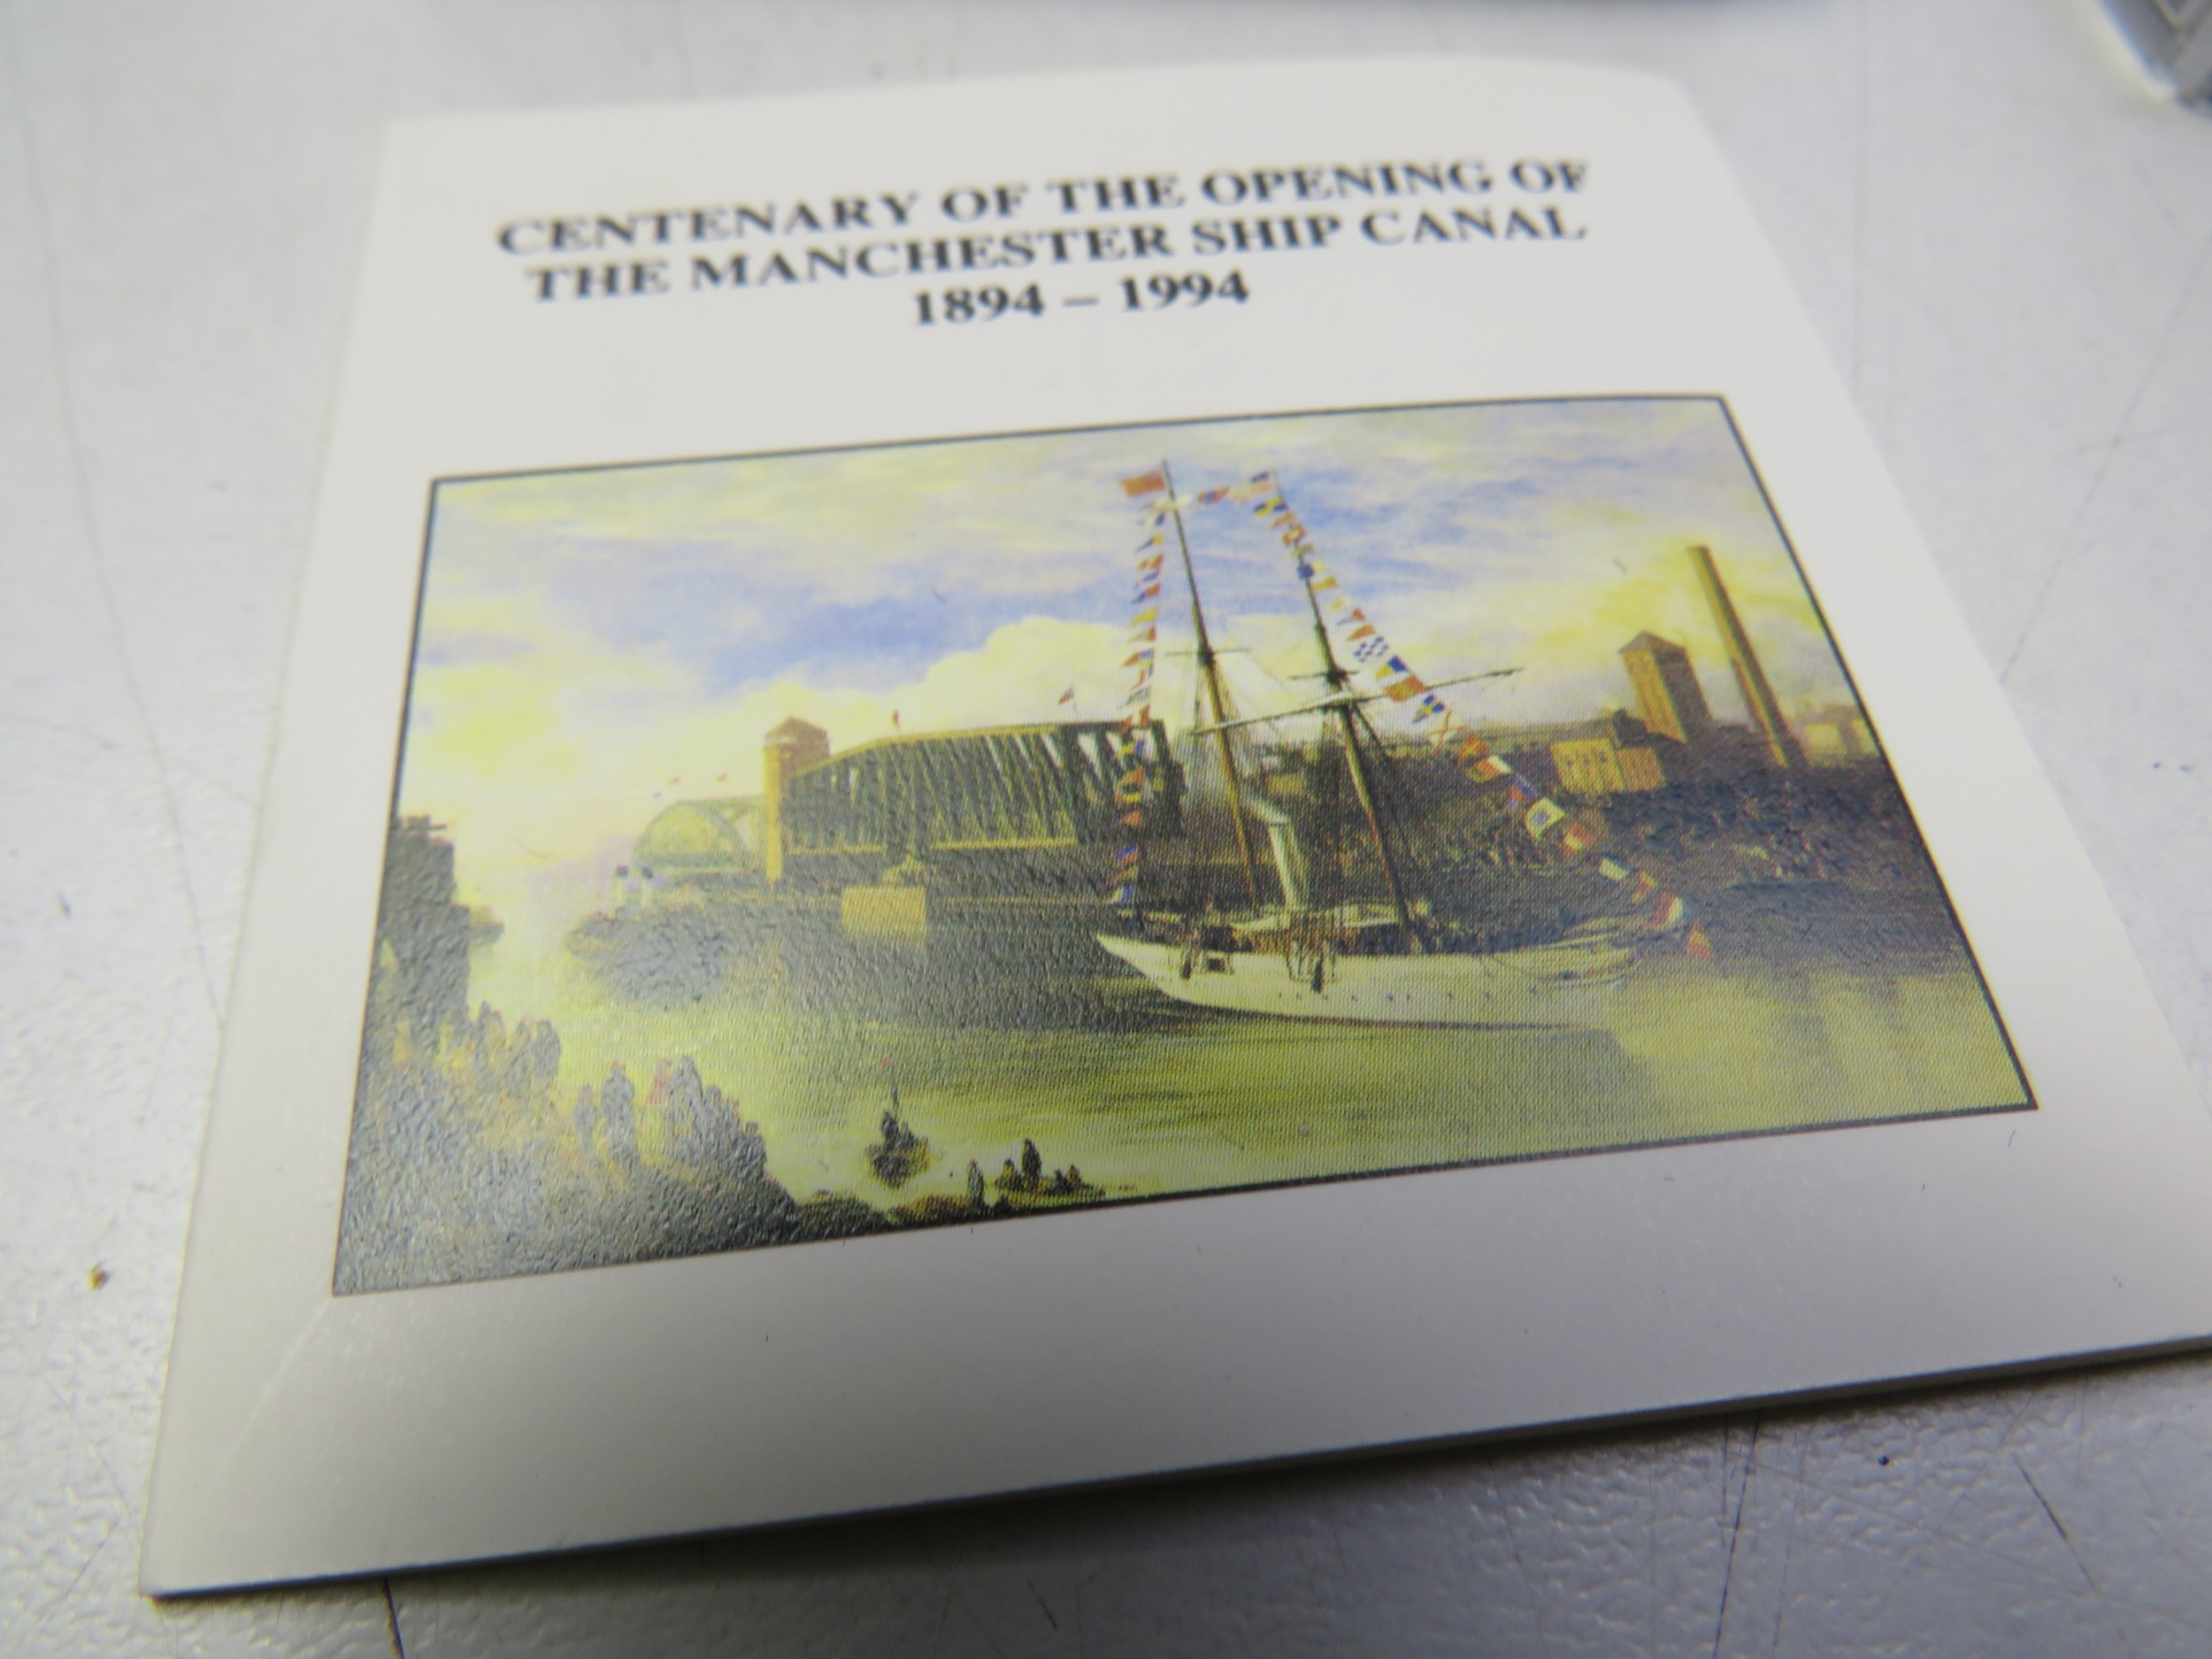 CENTENARY OF THE OPENING OF
THE MANCHESTER SHIP CANAL
1894 – 1994